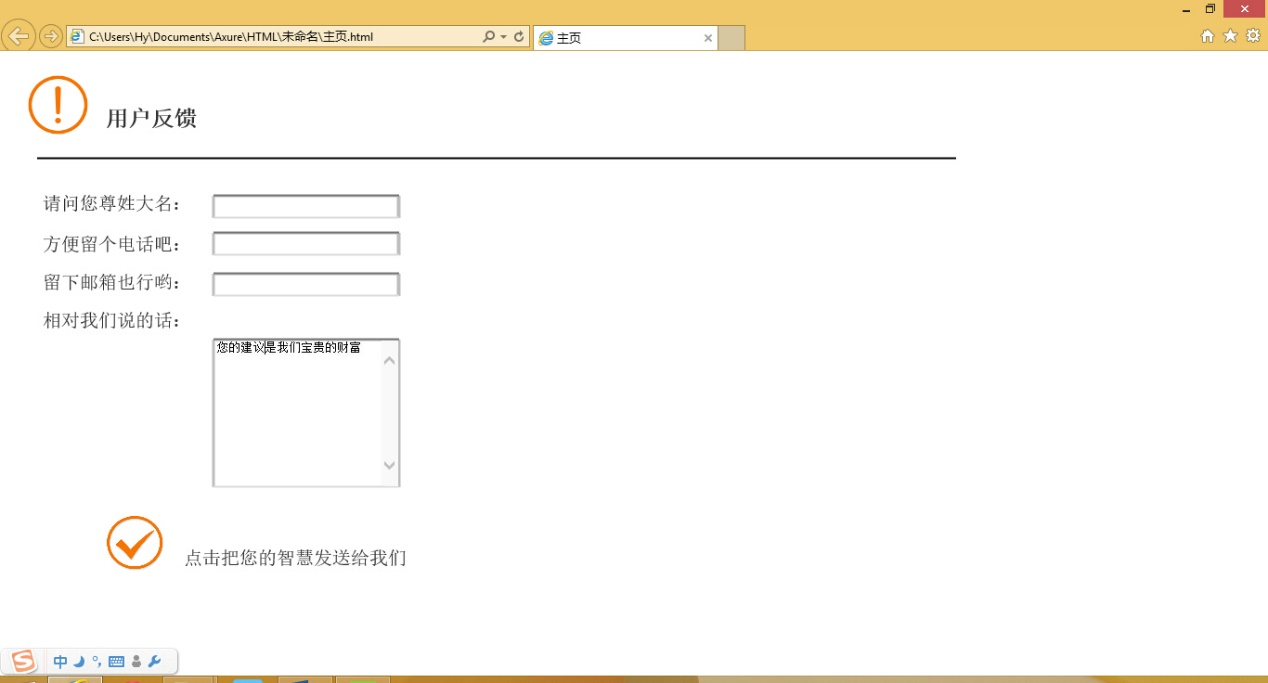 C:\Users\Hy\Documents\Axure\HTML\未命名\主页.html
主页
用户反馈
请问您尊姓大名：
方便留个电话吧：
留下邮箱也行哟：
相对我们说的话：
您的建议是我们宝贵的财富
点击把您的智慧发送给我们
中